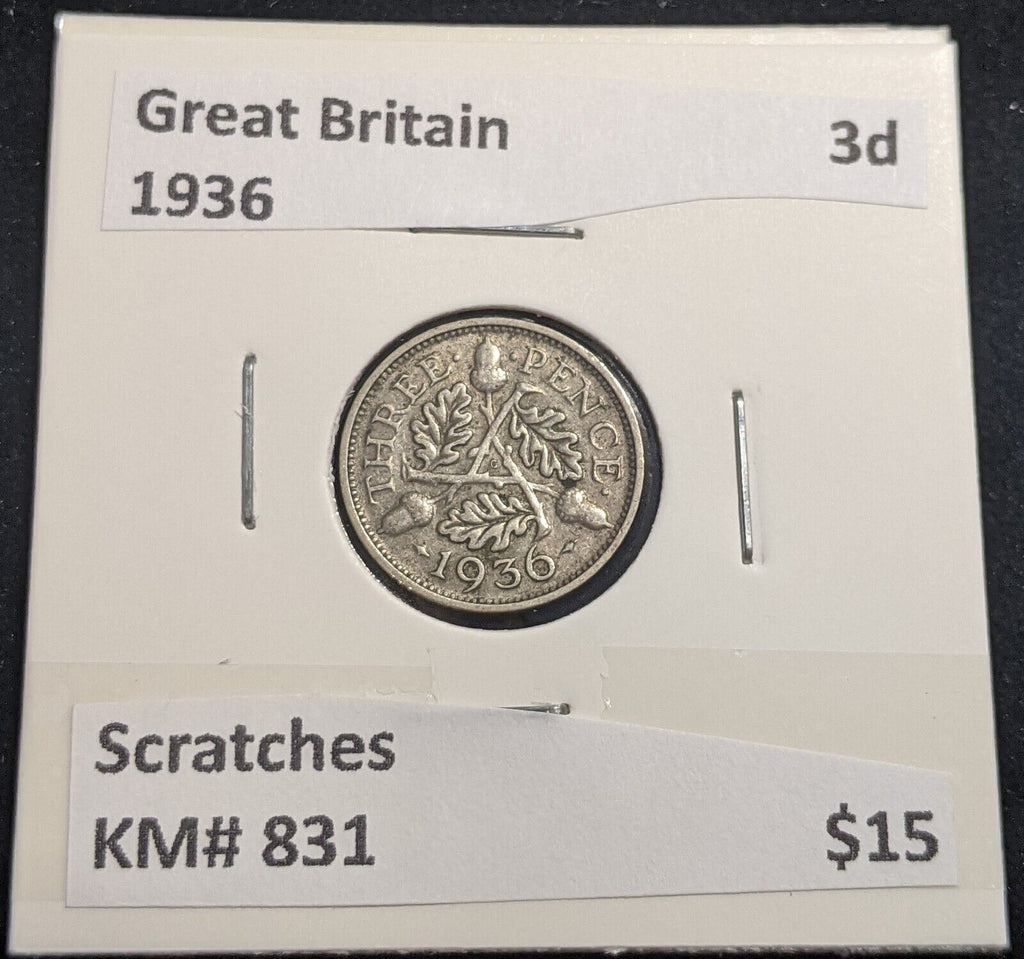 Great Britain 3d
1936
THREE · PENCE ·
1936
Scratches
KM# 831 $15